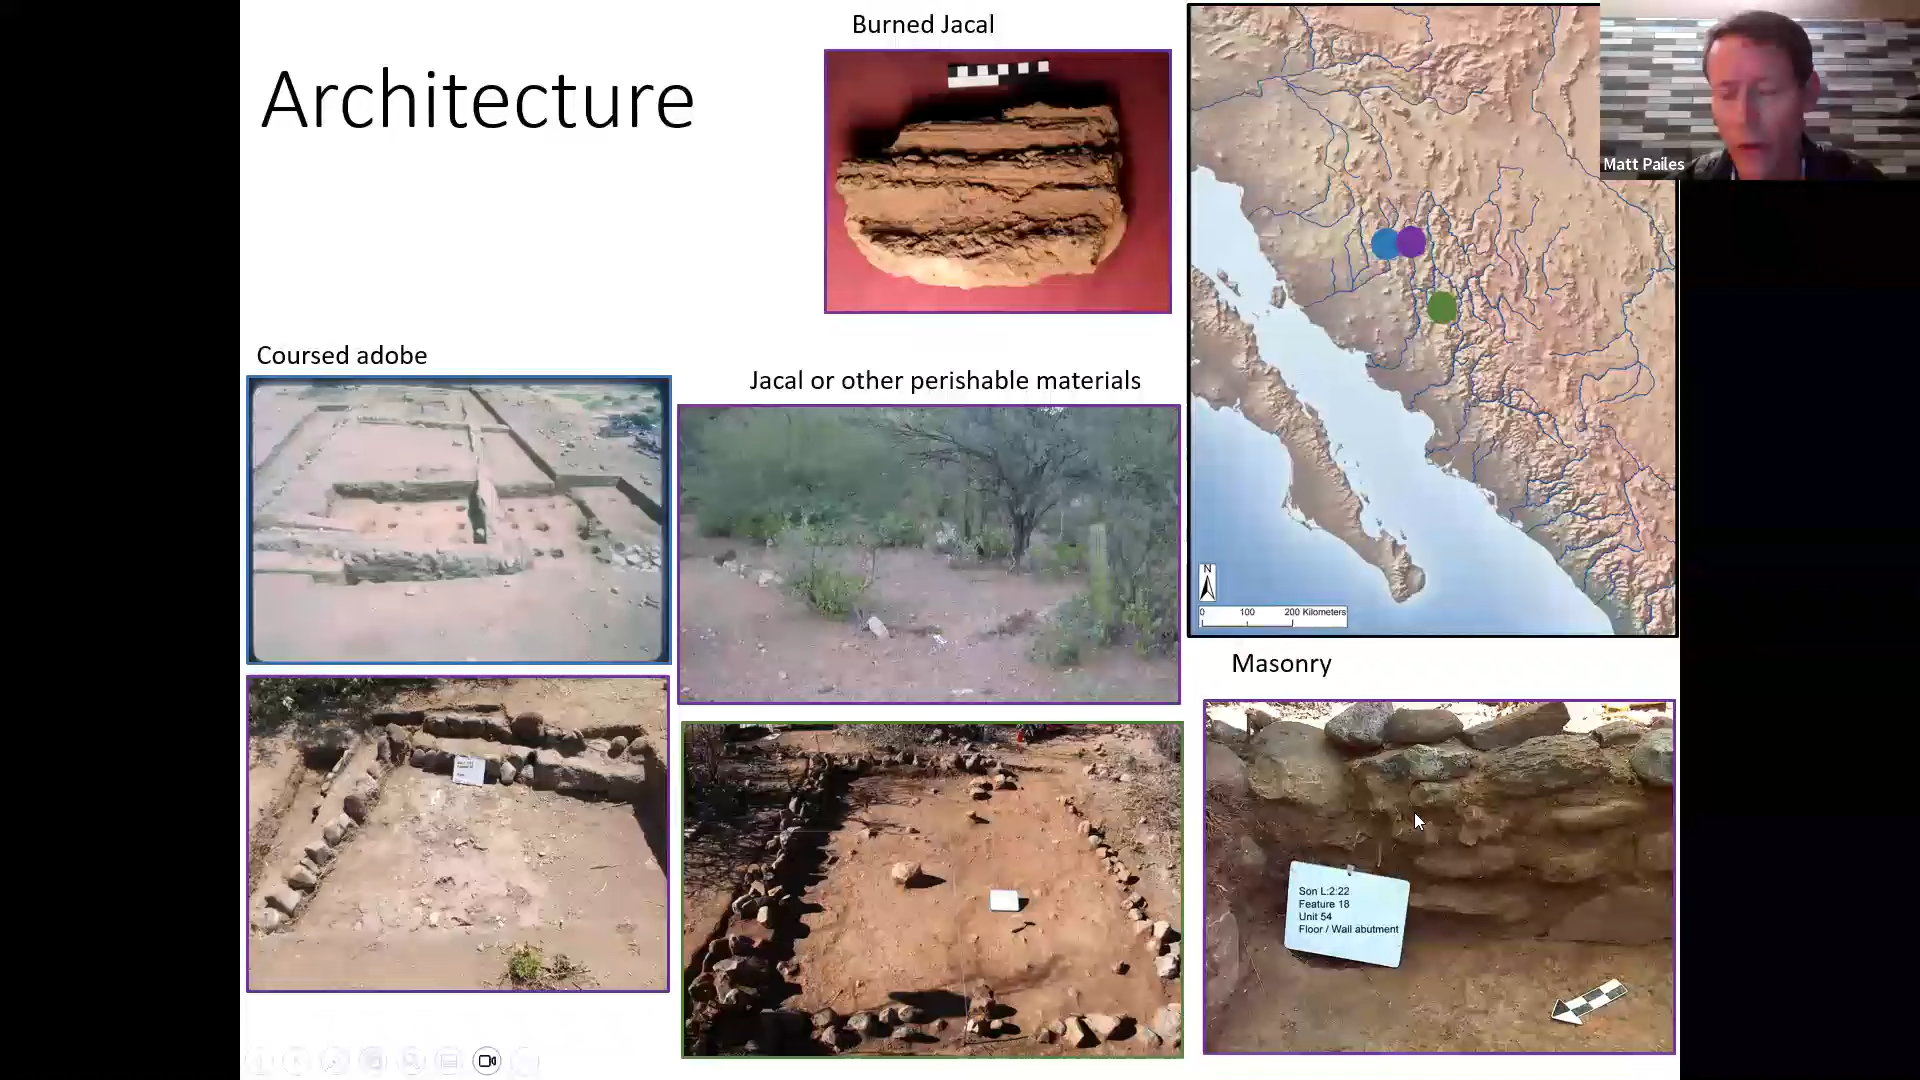 Architecture
Burned Jacal
Matt Pailes
Coursed adobe
Jacal or other perishable materials
N
0 100 200 Kilometers
Masonry
Son L:2:22
Feature 18
Unit 54
Floor / Wall abutment